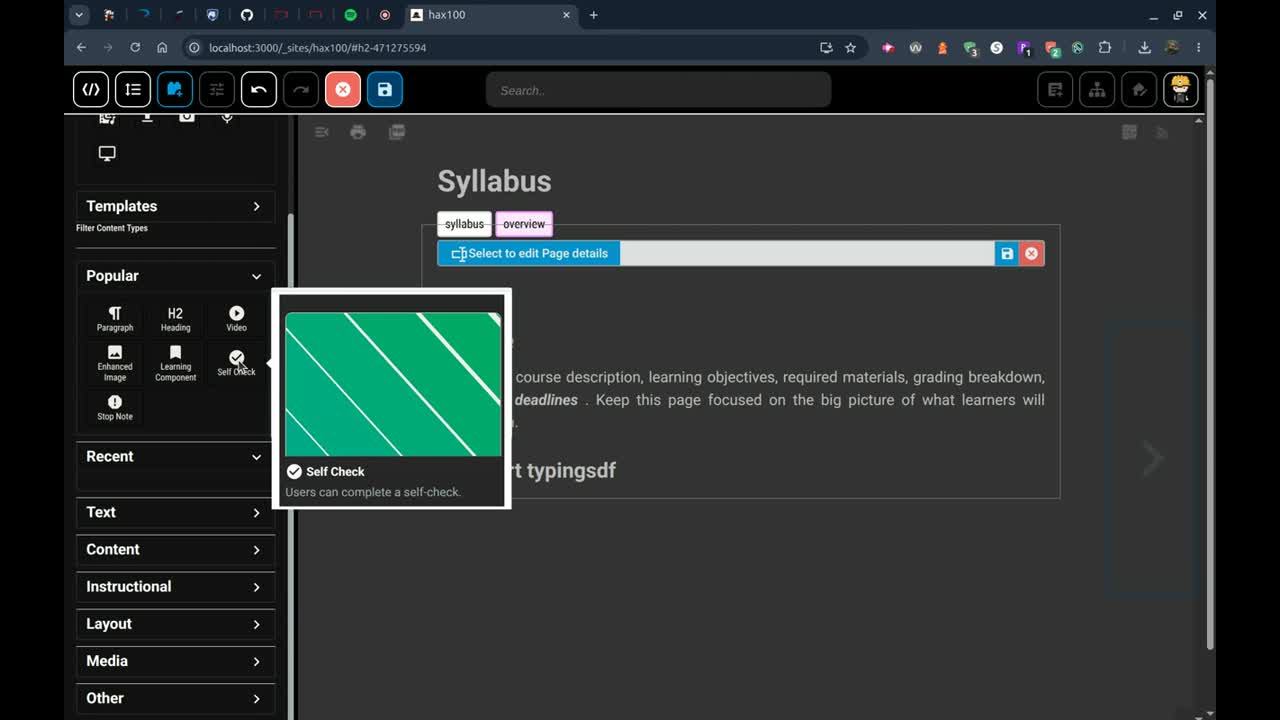 hax100
localhost:3000/_sites/hax100/#h2-471275594
3
1
2
Search..
Templates
Filter Content Types
Popular
Paragraph
H2
Heading
Video
Enhanced
Image
Learning
Component
Self Check
Stop Note
Recent
Text
Content
Instructional
Layout
Media
Other
Self Check
Users can complete a self-check.
Syllabus
syllabus
overview
Select to edit Page details
course description, learning objectives, required materials, grading breakdown,
deadlines . Keep this page focused on the big picture of what learners will
typingsdf